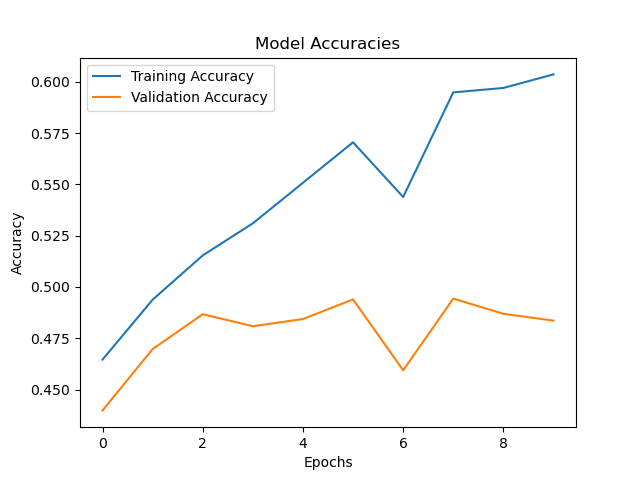 Model Accuracies
Training Accuracy
Validation Accuracy
0.600
0.575
0.550
0.525
0.500
0.475
0.450
Accuracy
0 2 4 6 8
Epochs